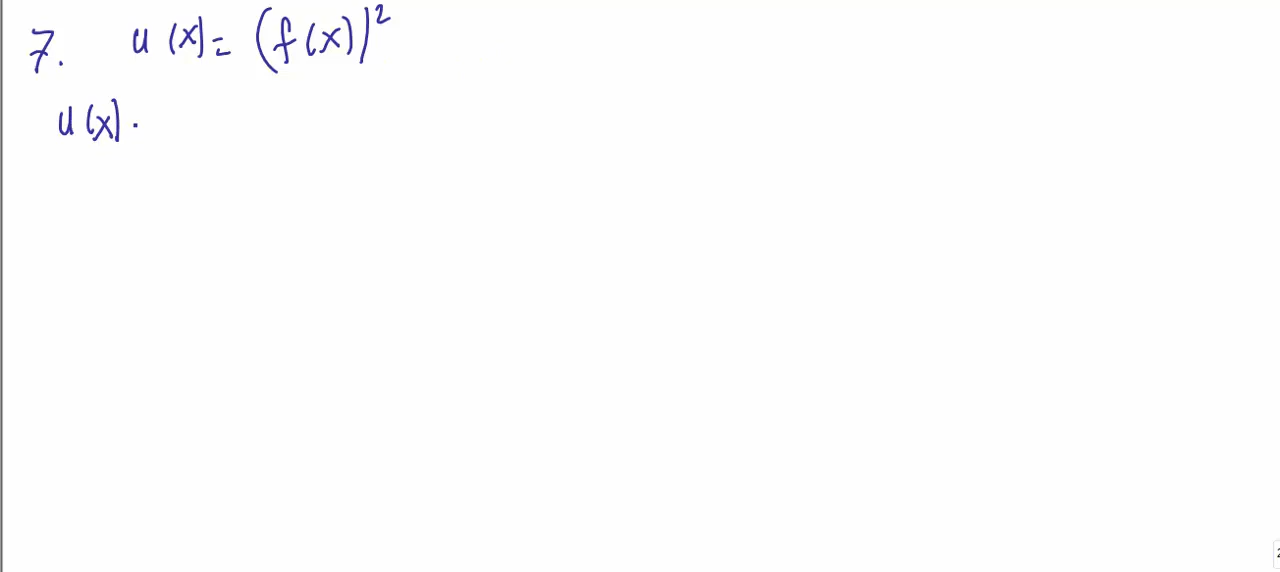 7. u(x) = (f(x))²
u(x) ·